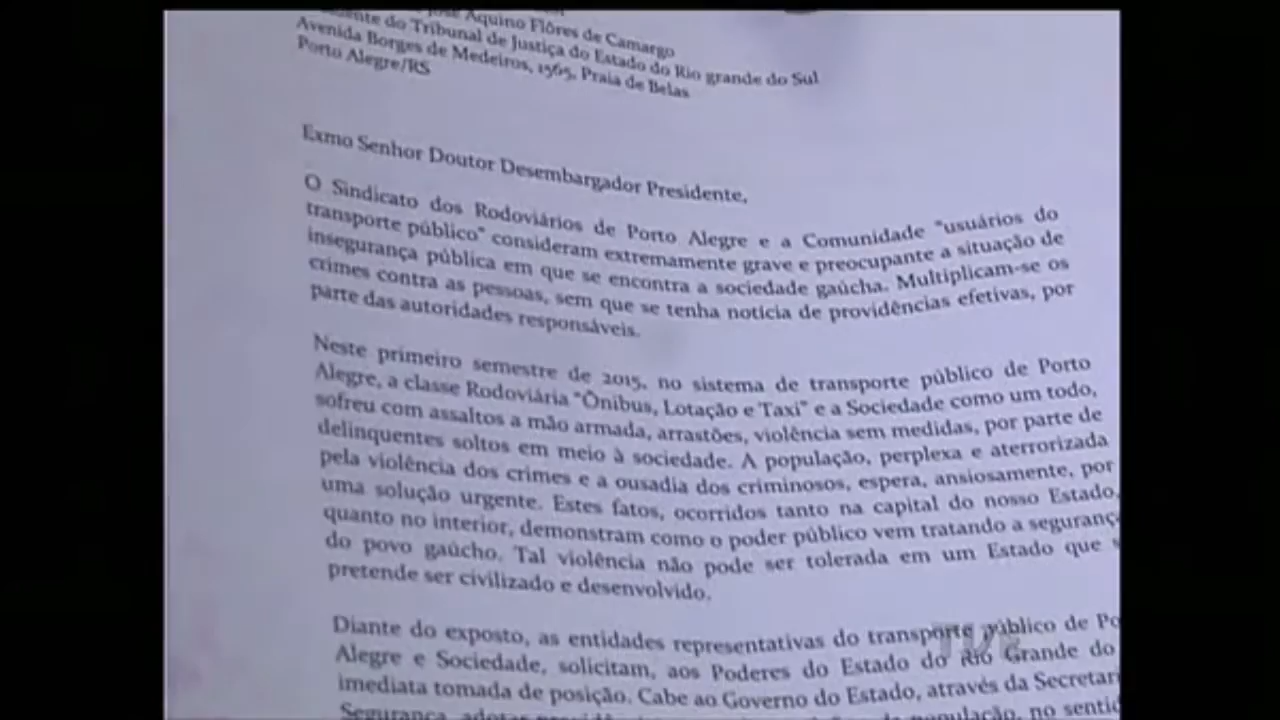 José Aquino Flôres de Camargo
do Tribunal de Justiça do Estado do Rio grande do Sul
Avenida Borges de Medeiros, 1565, Praia de Belas
Porto Alegre/RS
Exmo Senhor Doutor Desembargador Presidente,
O Sindicato dos Rodoviários de Porto Alegre e a Comunidade "usuários do
transporte público" consideram extremamente grave e preocupante a situação de
insegurança pública em que se encontra a sociedade gaúcha. Multiplicam-se os
crimes contra as pessoas, sem que se tenha notícia de providências efetivas, por
parte das autoridades responsáveis.
Neste primeiro semestre de 2015, no sistema de transporte público de Porto
Alegre, a classe Rodoviária "Ônibus, Lotação e Taxi" e a Sociedade como um todo,
sofreu com assaltos a mão armada, arrastões, violência sem medidas, por parte de
delinquentes soltos em meio à sociedade. A população, perplexa e aterrorizada
pela violência dos crimes e a ousadia dos criminosos, espera, ansiosamente, por
uma solução urgente. Estes fatos, ocorridos tanto na capital do nosso Estado,
quanto no interior, demonstram como o poder público vem tratando a seguranç
do povo gaúcho. Tal violência não pode ser tolerada em um Estado que s
pretende ser civilizado e desenvolvido.
Diante do exposto, as entidades representativas do transporte público de Po
Alegre e Sociedade, solicitam, aos Poderes do Estado do Rio Grande do
imediata tomada de posição. Cabe ao Governo do Estado, através da Secretari
Segurança, adotar população, no sentid